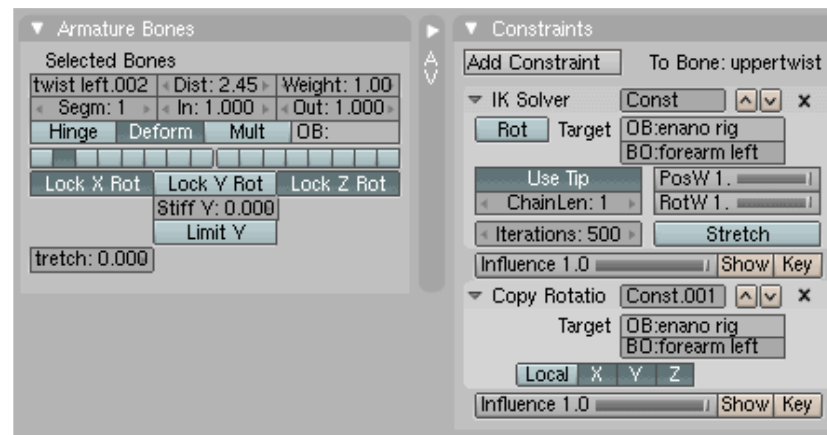 Armature Bones
Selected Bones
twist left.002 Dist: 2.45 Weight: 1.00
Segm: 1 In: 1.000 Out: 1.000
Hinge Deform Mult OB:
Lock X Rot Lock Y Rot Lock Z Rot
Stiff Y: 0.000
Limit Y
tretch: 0.000
A
V
Constraints
Add Constraint To Bone: uppertwist
IK Solver Const
Rot Target OB:enano rig
BO:forearm left
Use Tip PosW 1.
ChainLen: 1 RotW 1.
Iterations: 500 Stretch
Influence 1.0 Show Key
Copy Rotatio Const.001
Target OB:enano rig
BO:forearm left
Local X Y Z
Influence 1.0 Show Key